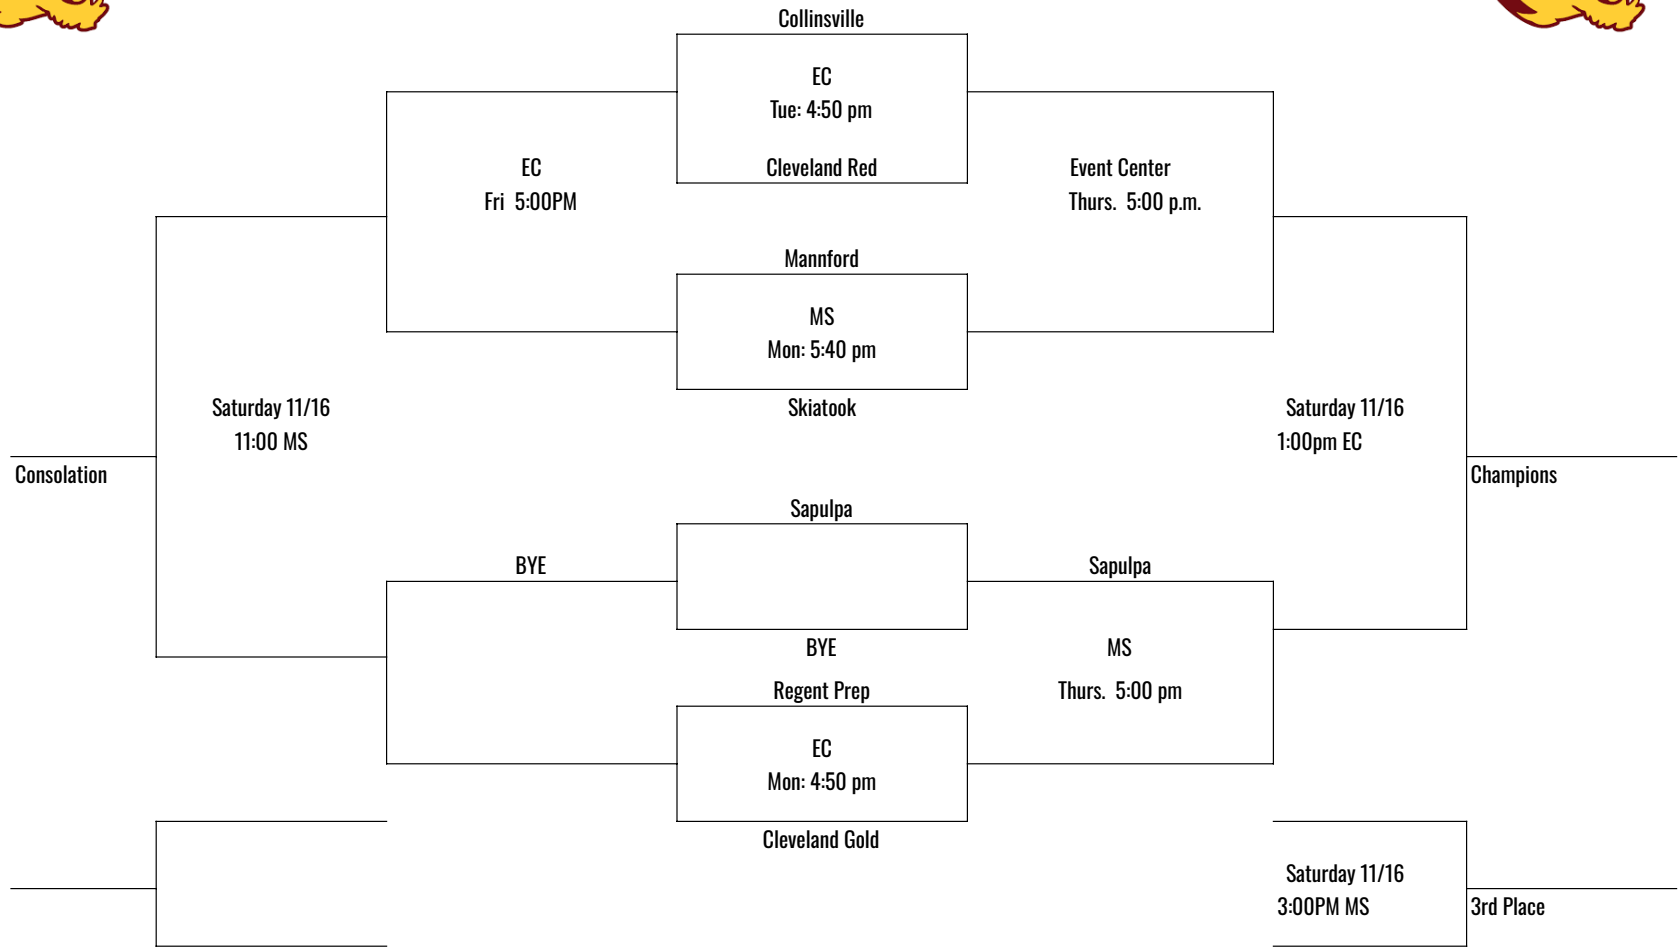 Collinsville
EC
Tue: 4:50 pm
EC
Cleveland Red
Event Center
Fri  5:00PM
Thurs.  5:00 p.m.
Mannford
MS
Mon: 5:40 pm
Saturday 11/16
Skiatook
Saturday 11/16
11:00 MS
1:00pm EC
Consolation
Champions
Sapulpa
BYE
Sapulpa
BYE
MS
Regent Prep
Thurs.  5:00 pm
EC
Mon: 4:50 pm
Cleveland Gold
Saturday 11/16
3:00PM MS
3rd Place